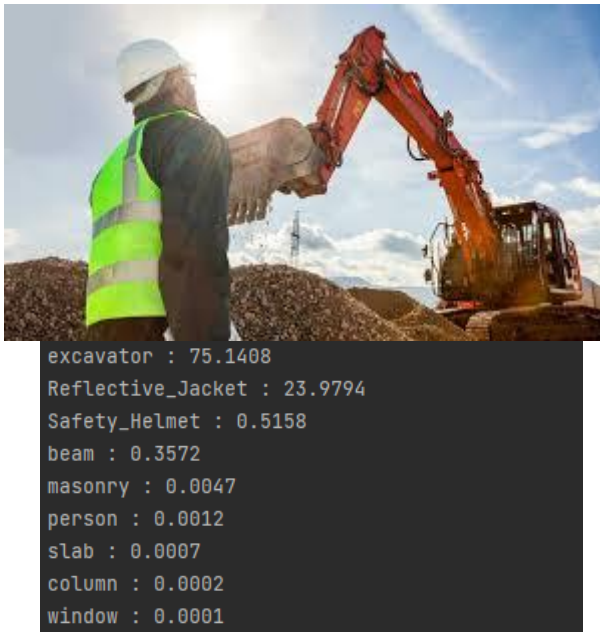 excavator : 75.1408
Reflective_Jacket : 23.9794
Safety_Helmet : 0.5158
beam : 0.3572
masonry : 0.0047
person : 0.0012
slab : 0.0007
column : 0.0002
window : 0.0001